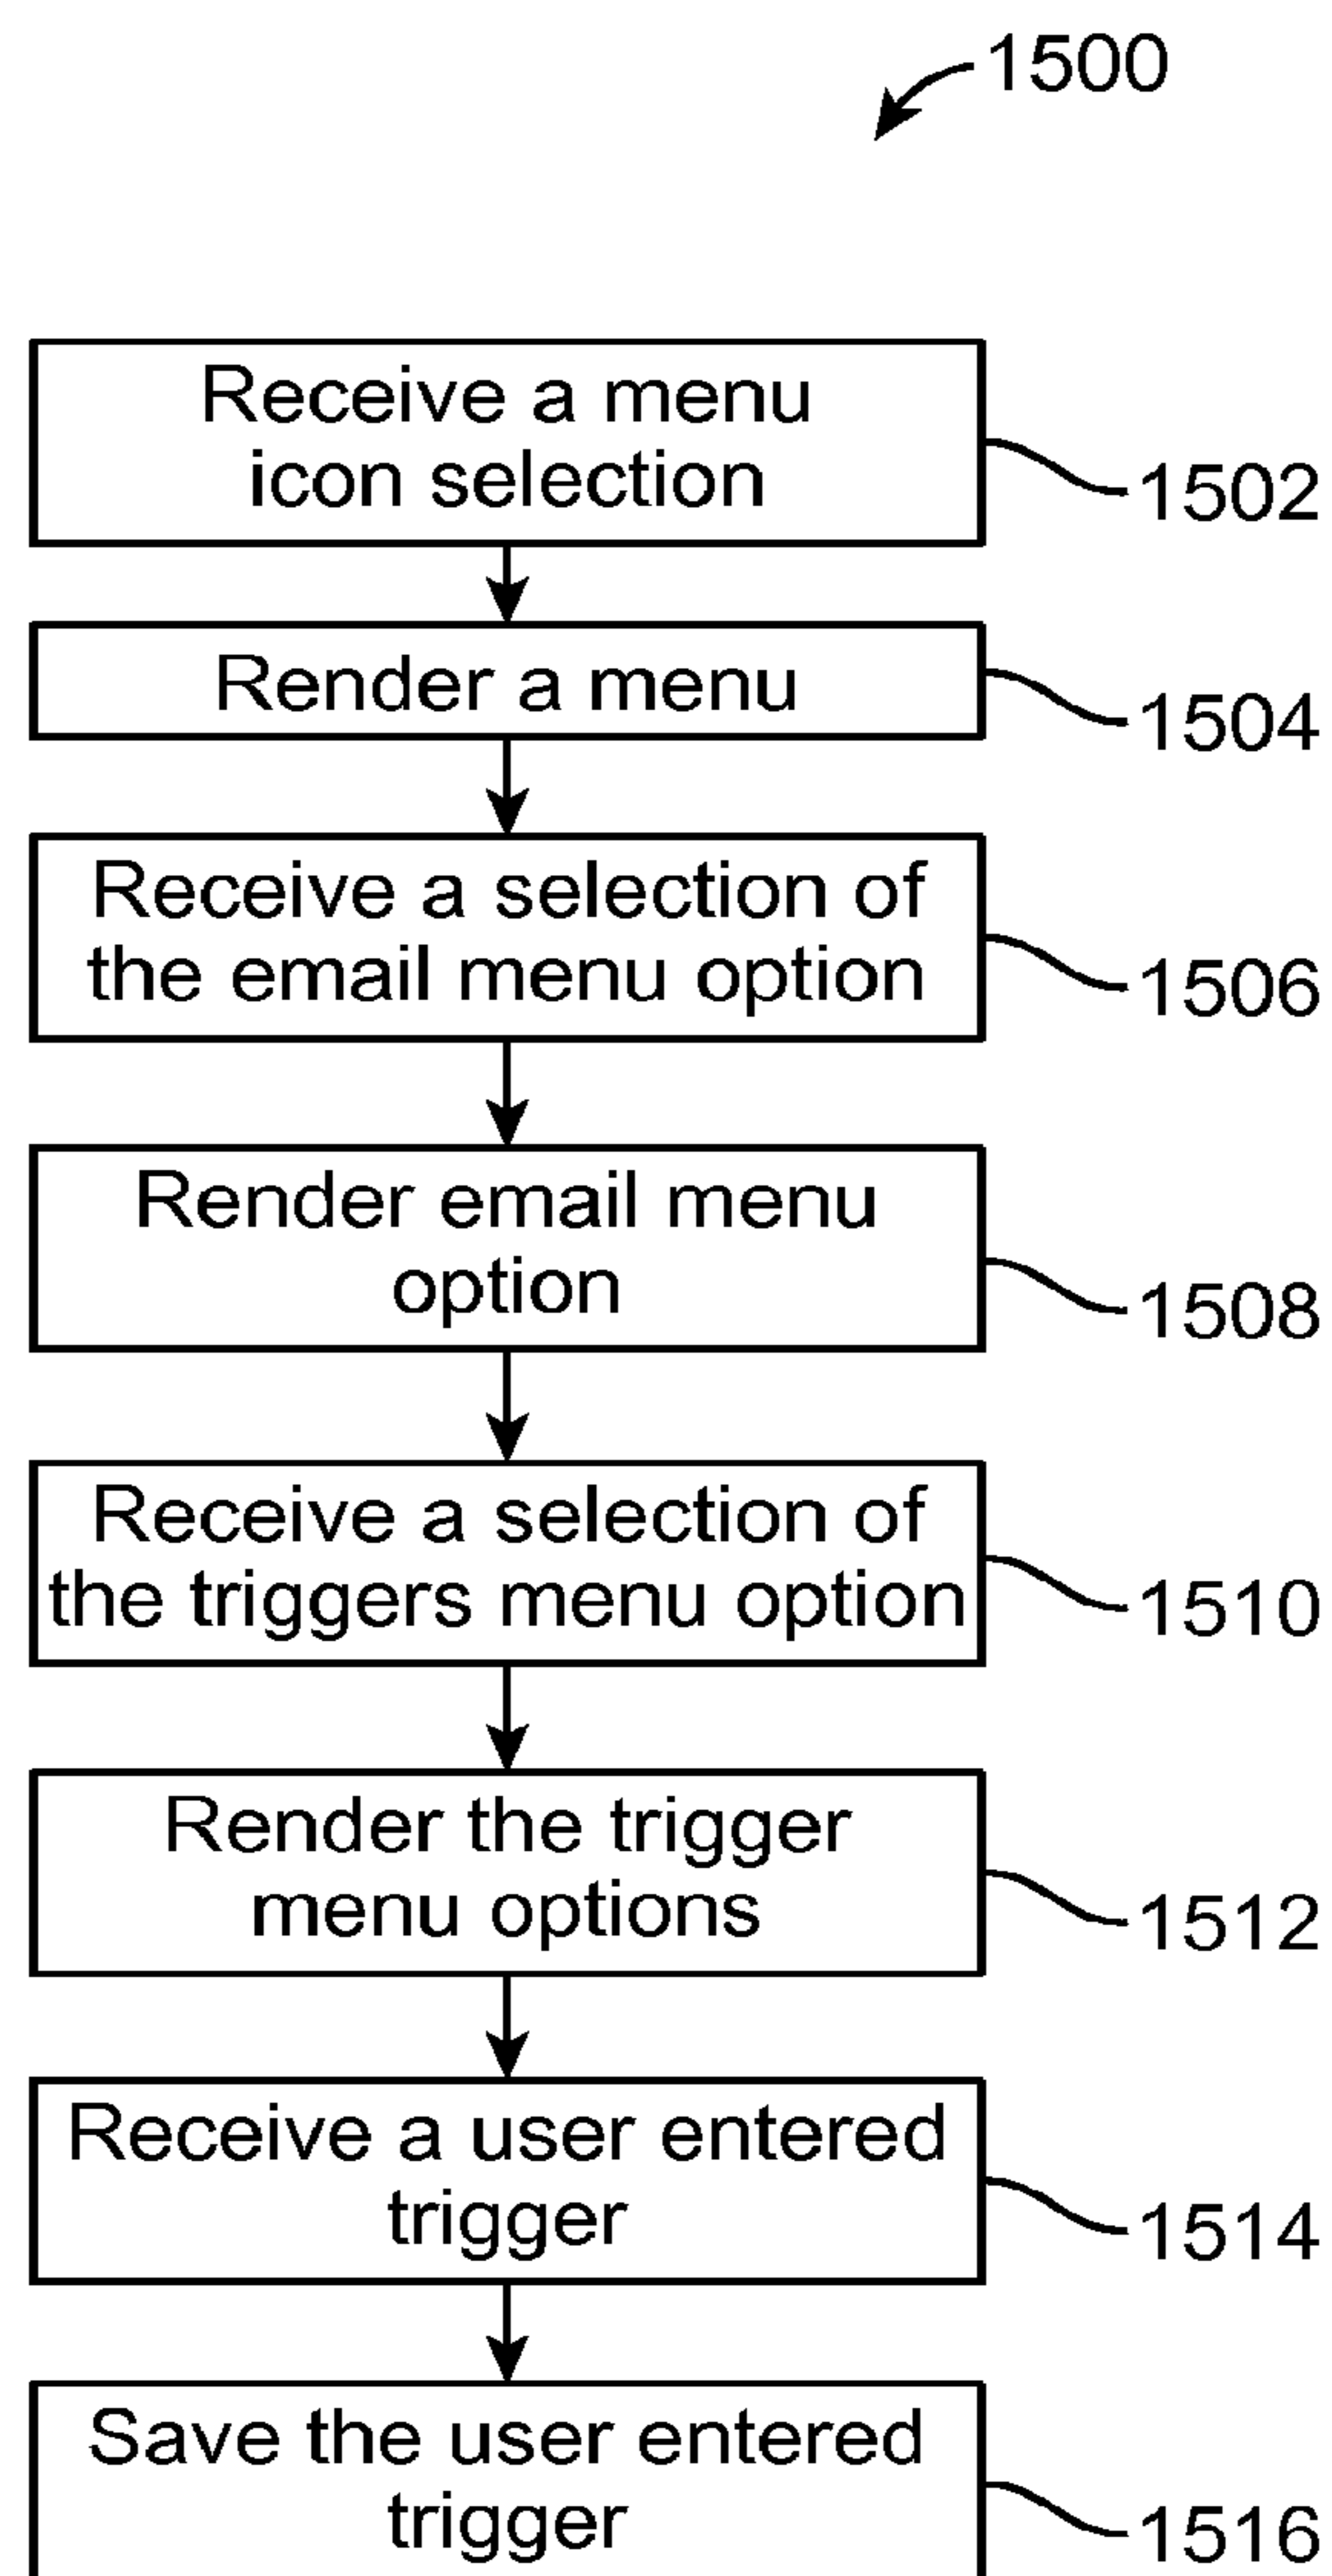 1500
Receive a menu
icon selection
1502
Render a menu
1504
Receive a selection of
the email menu option
1506
Render email menu
option
1508
Receive a selection of
the triggers menu option
1510
Render the trigger
menu options
1512
Receive a user entered
trigger
1514
Save the user entered
trigger
1516